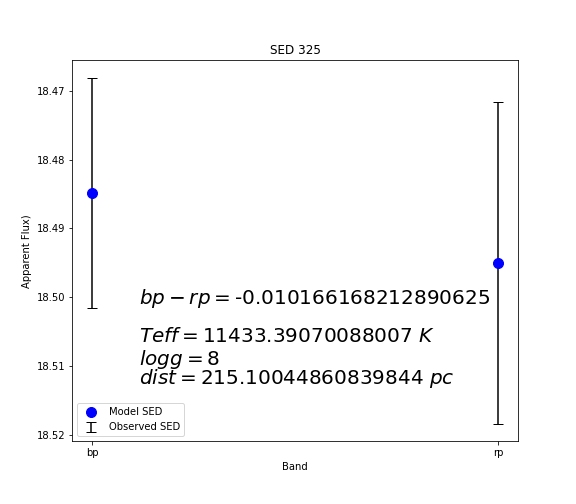 SED 325
18.47
18.48
18.49
18.50
18.51
18.52
Apparent Flux)
bp − rp = -0.010166168212890625
Teff = 11433.39070088007 K
logg = 8
dist = 215.10044860839844 pc
Model SED
Observed SED
bp
rp
Band